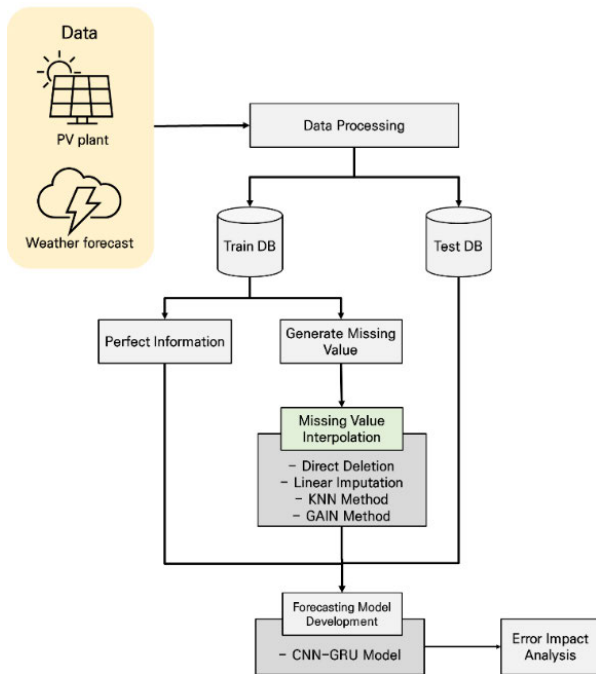 Data
PV plant
Weather forecast
Data Processing
Train DB
Test DB
Perfect Information
Generate Missing
Value
Missing Value
Interpolation
– Direct Deletion
– Linear Imputation
– KNN Method
– GAIN Method
Forecasting Model
Development
– CNN-GRU Model
Error Impact
Analysis